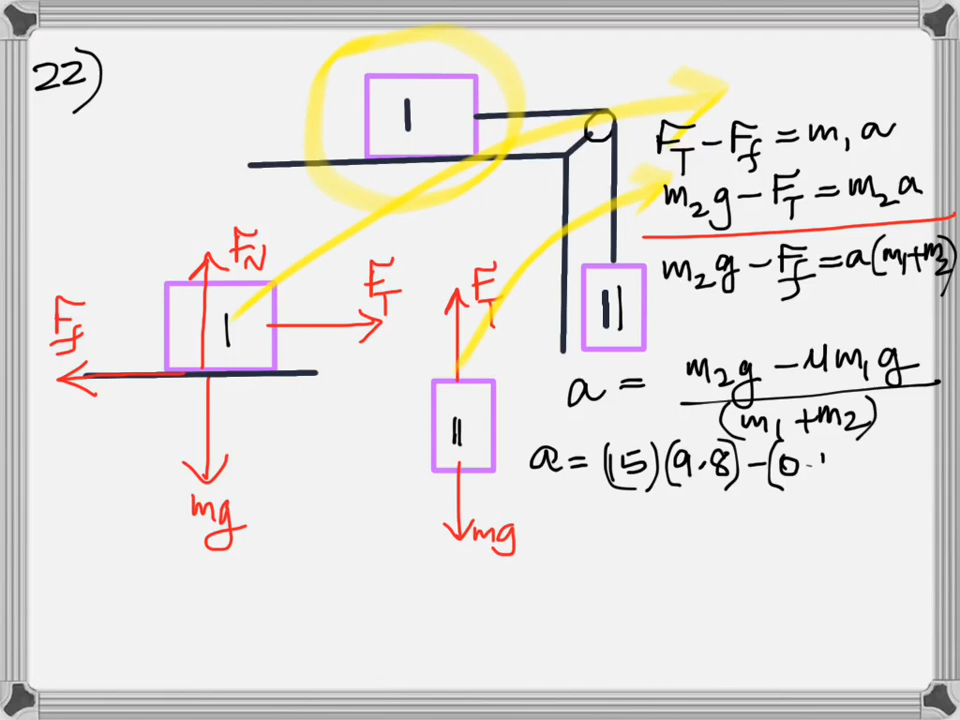 22)
I
F_T - F_f = m_1 a
m_2 g - F_T = m_2 a
m_2 g - F_f = a(m_1+m_2)
II
F_N
F_f
I
F_T
mg
F_T
II
mg
a = \frac{m_2 g - μ m_1 g}{(m_1 + m_2)}
a = (15)(9.8) - (0.